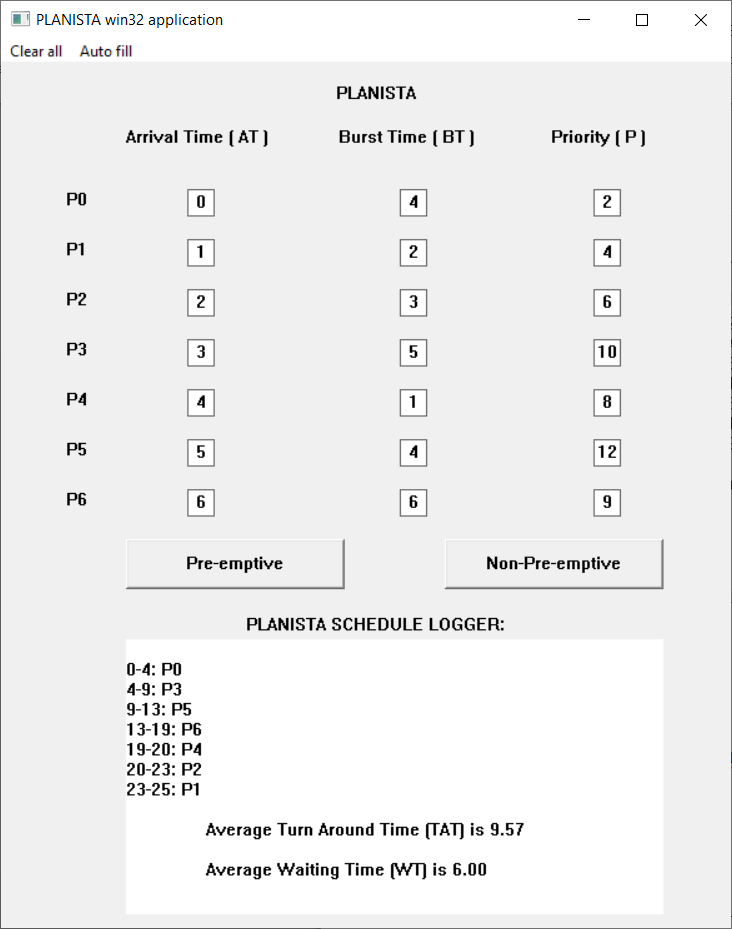 PLANISTA win32 application
Clear all Auto fill
PLANISTA
Arrival Time ( AT ) Burst Time ( BT ) Priority ( P )
P0 0 4 2
P1 1 2 4
P2 2 3 6
P3 3 5 10
P4 4 1 8
P5 5 4 12
P6 6 6 9
Pre-emptive Non-Pre-emptive
PLANISTA SCHEDULE LOGGER:
0-4: P0
4-9: P3
9-13: P5
13-19: P6
19-20: P4
20-23: P2
23-25: P1
Average Turn Around Time (TAT) is 9.57
Average Waiting Time (WT) is 6.00